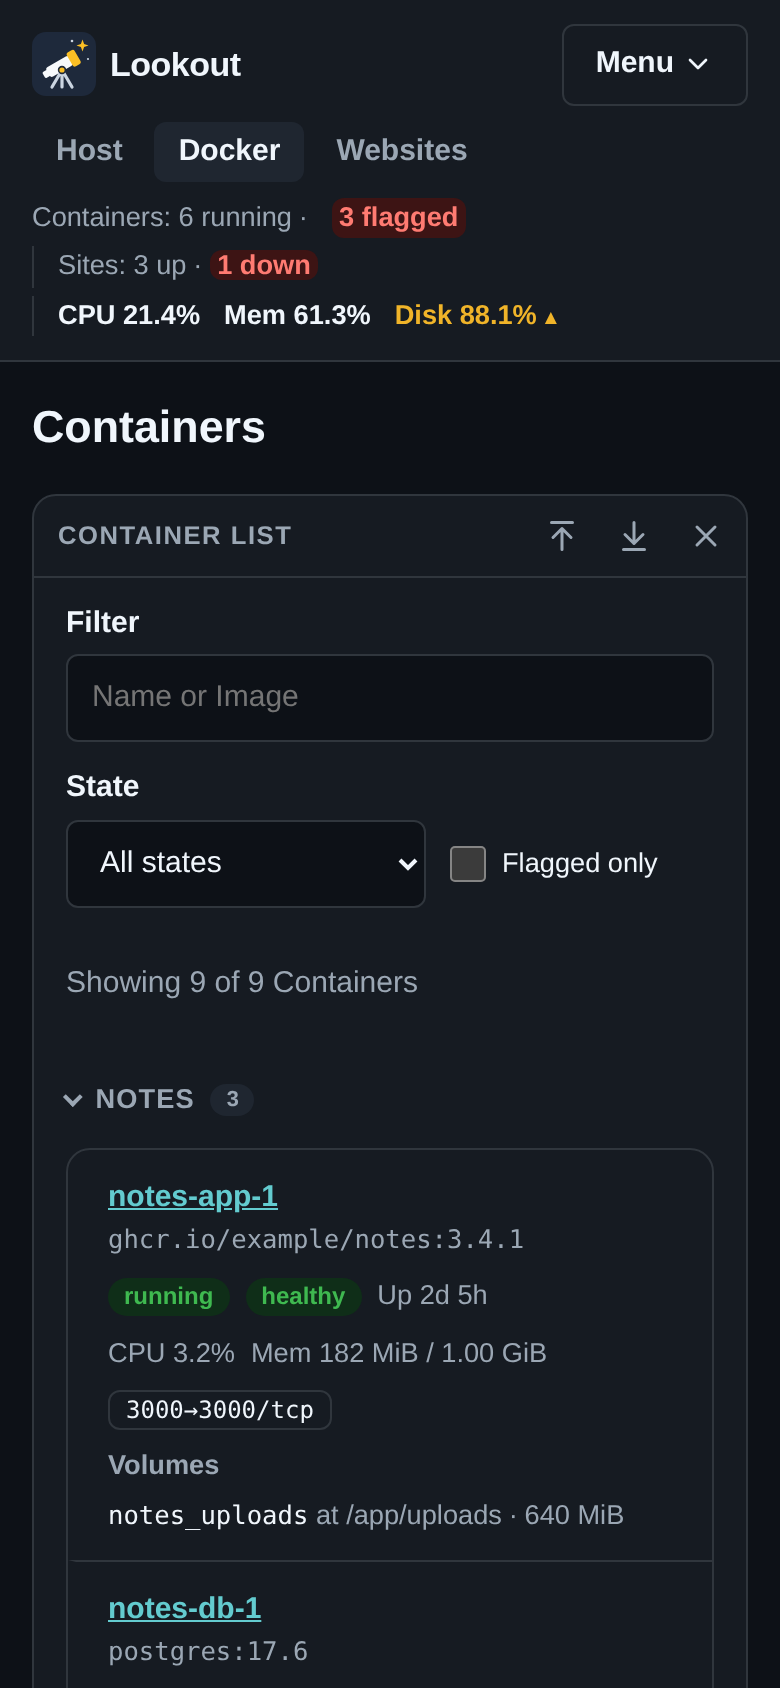 Lookout
Menu
Host Docker Websites
Containers: 6 running · 3 flagged
Sites: 3 up · 1 down
CPU 21.4% Mem 61.3% Disk 88.1% ▲
Containers
CONTAINER LIST
Filter
Name or Image
State
All states
Flagged only
Showing 9 of 9 Containers
NOTES 3
notes-app-1
ghcr.io/example/notes:3.4.1
running healthy Up 2d 5h
CPU 3.2% Mem 182 MiB / 1.00 GiB
3000→3000/tcp
Volumes
notes_uploads at /app/uploads · 640 MiB
notes-db-1
postgres:17.6